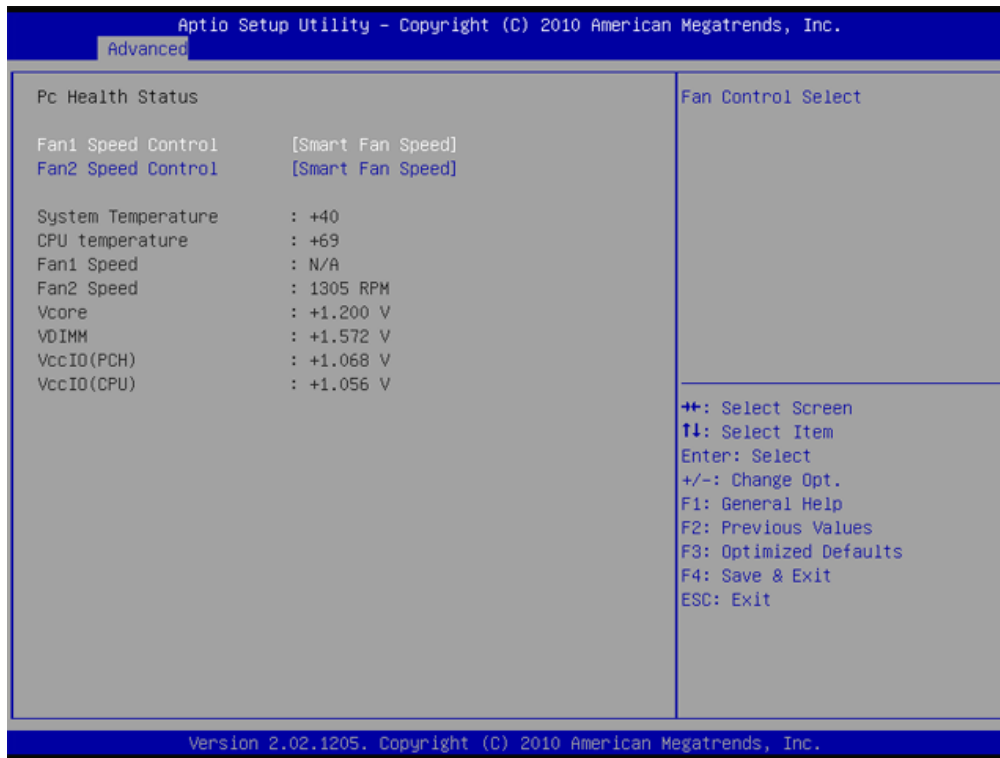 Aptio Setup Utility – Copyright (C) 2010 American Megatrends, Inc.
Advanced
Pc Health Status
Fan1 Speed Control [Smart Fan Speed]
Fan2 Speed Control [Smart Fan Speed]
System Temperature : +40
CPU temperature : +69
Fan1 Speed : N/A
Fan2 Speed : 1305 RPM
Vcore : +1.200 V
VDIMM : +1.572 V
VccIO(PCH) : +1.068 V
VccIO(CPU) : +1.056 V
Fan Control Select
→←: Select Screen
↑↓: Select Item
Enter: Select
+/-: Change Opt.
F1: General Help
F2: Previous Values
F3: Optimized Defaults
F4: Save & Exit
ESC: Exit
Version 2.02.1205. Copyright (C) 2010 American Megatrends, Inc.